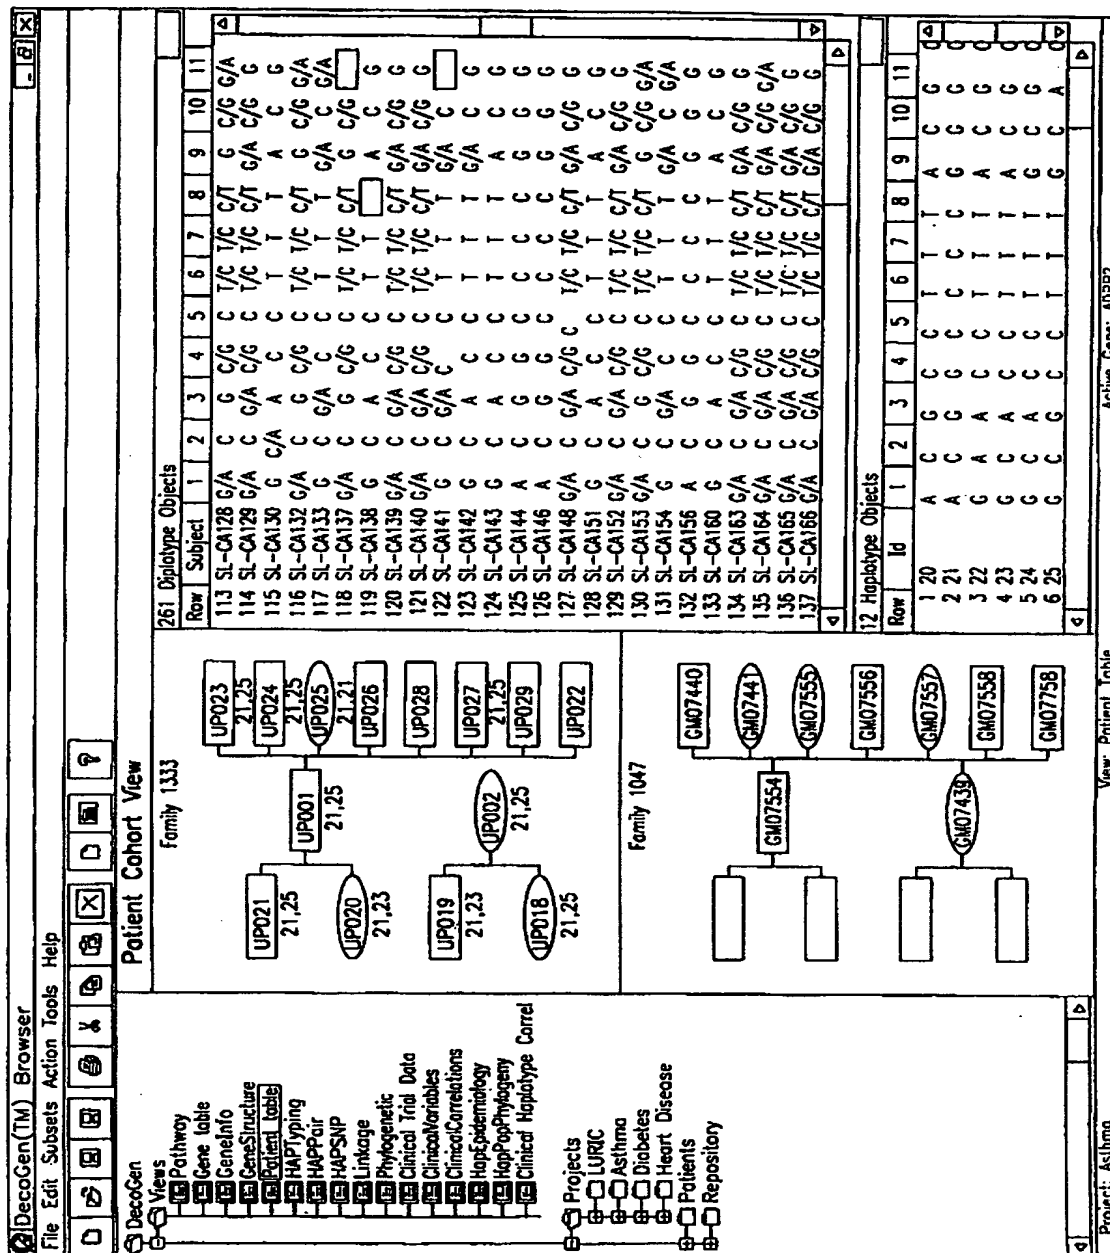 DecoGen(TM) Browser
File Edit Subsets Action Tools Help
DecoGen
Views
Pathway
Gene table
GeneInfo
GeneStructure
Patient table
HAPTyping
HAPPair
HAPSNP
Linkage
Phylogenetic
Clinical Trial Data
ClinicalVariables
ClinicalCorrelations
HapEpidemiology
HapPopPhylogeny
Clinical Haplotype Correl
Projects
LURIC
Asthma
Diabetes
Heart Disease
Patients
Repository
Patient Cohort View
Family 1333
UP021
21,25
UP020
21,23
UP019
21,23
UP018
21,25
UP001
21,25
UP002
21,25
UP023
21,25
UP024
21,25
UP025
21,21
UP026
UP028
UP027
21,25
UP029
UP022
Family 1047
GM07554
GM07439
GM07440
GM07441
GM07555
GM07556
GM07557
GM07558
GM07758
261 Diplotype Objects
Row Subject 1 2 3 4 5 6 7 8 9 10 11
113 SL-CA128 G/A C G C/G C T/C T/C C/T G C/G G/A
114 SL-CA129 G/A C G/A C/G C T/C T/C C/T G/A C/G G
115 SL-CA130 G C/A A C C T T T A C G
116 SL-CA132 G/A C G C/G C T/C T/C C/T G C/G G/A
117 SL-CA133 G C G/A C C T T T G/A C G/A
118 SL-CA137 G/A C G C/G C T/C T/C C/T G C/G
119 SL-CA138 G C A C C T T A C G
120 SL-CA139 G/A C G/A C/G C T/C T/C C/T G/A C/G G
121 SL-CA140 G/A C G/A C/G C T/C T/C C/T G/A C/G G
122 SL-CA141 G C G/A C C T T T G/A C
123 SL-CA142 G C A C C T T T G/A C G
124 SL-CA143 G C A C C T T T A C G
125 SL-CA144 A C G G C C C C G G G
126 SL-CA146 A C G G C C C C G G G
127 SL-CA148 G/A C G/A C/G C T/C T/C C/T G/A C/G G
128 SL-CA151 G C A C C T T T A C G
129 SL-CA152 G/A C G/A C/G C T/C T/C C/T G/A C/G G
130 SL-CA153 G/A C G C/G C T/C T/C C/T G C/G G/A
131 SL-CA154 G C G/A C C T T T G/A C G/A
132 SL-CA156 A C G G C C C C G G G
133 SL-CA160 G C A C C T T T A C G
134 SL-CA163 G/A C G/A C/G C T/C T/C C/T G/A C/G G
135 SL-CA164 G/A C G/A C/G C T/C T/C C/T G/A C/G G/A
136 SL-CA165 G/A C G/A C/G C T/C T/C C/T G/A C/G G
137 SL-CA166 G/A C G/A C/G C T/C T/C C/T G/A C/G G
12 Haplotype Objects
Row Id 1 2 3 4 5 6 7 8 9 10 11
1 20 A C G C C T T T A C G
2 21 A C G C C C C C G G G
3 22 G A A C C T T T A C G
4 23 G C A C C T T T A C G
5 24 G C A C C T T T G C G
6 25 G C G C C T T T G C A
Project: Asthma View: Patient Table Active Gene: ADRB2